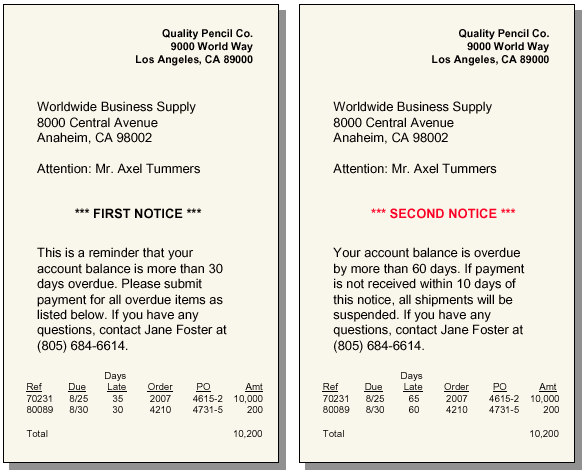 Quality Pencil Co.
9000 World Way
Los Angeles, CA 89000
Worldwide Business Supply
8000 Central Avenue
Anaheim, CA 98002
Attention: Mr. Axel Tummers
*** FIRST NOTICE ***
This is a reminder that your
account balance is more than 30
days overdue. Please submit
payment for all overdue items as
listed below. If you have any
questions, contact Jane Foster at
(805) 684-6614.
Days
Ref Due Late Order PO Amt
70231 8/25 35 2007 4615-2 10,000
80089 8/30 30 4210 4731-5 200
Total 10,200
Quality Pencil Co.
9000 World Way
Los Angeles, CA 89000
Worldwide Business Supply
8000 Central Avenue
Anaheim, CA 98002
Attention: Mr. Axel Tummers
*** SECOND NOTICE ***
Your account balance is overdue
by more than 60 days. If payment
is not received within 10 days of
this notice, all shipments will be
suspended. If you have any
questions, contact Jane Foster at
(805) 684-6614.
Days
Ref Due Late Order PO Amt
70231 8/25 65 2007 4615-2 10,000
80089 8/30 60 4210 4731-5 200
Total 10,200